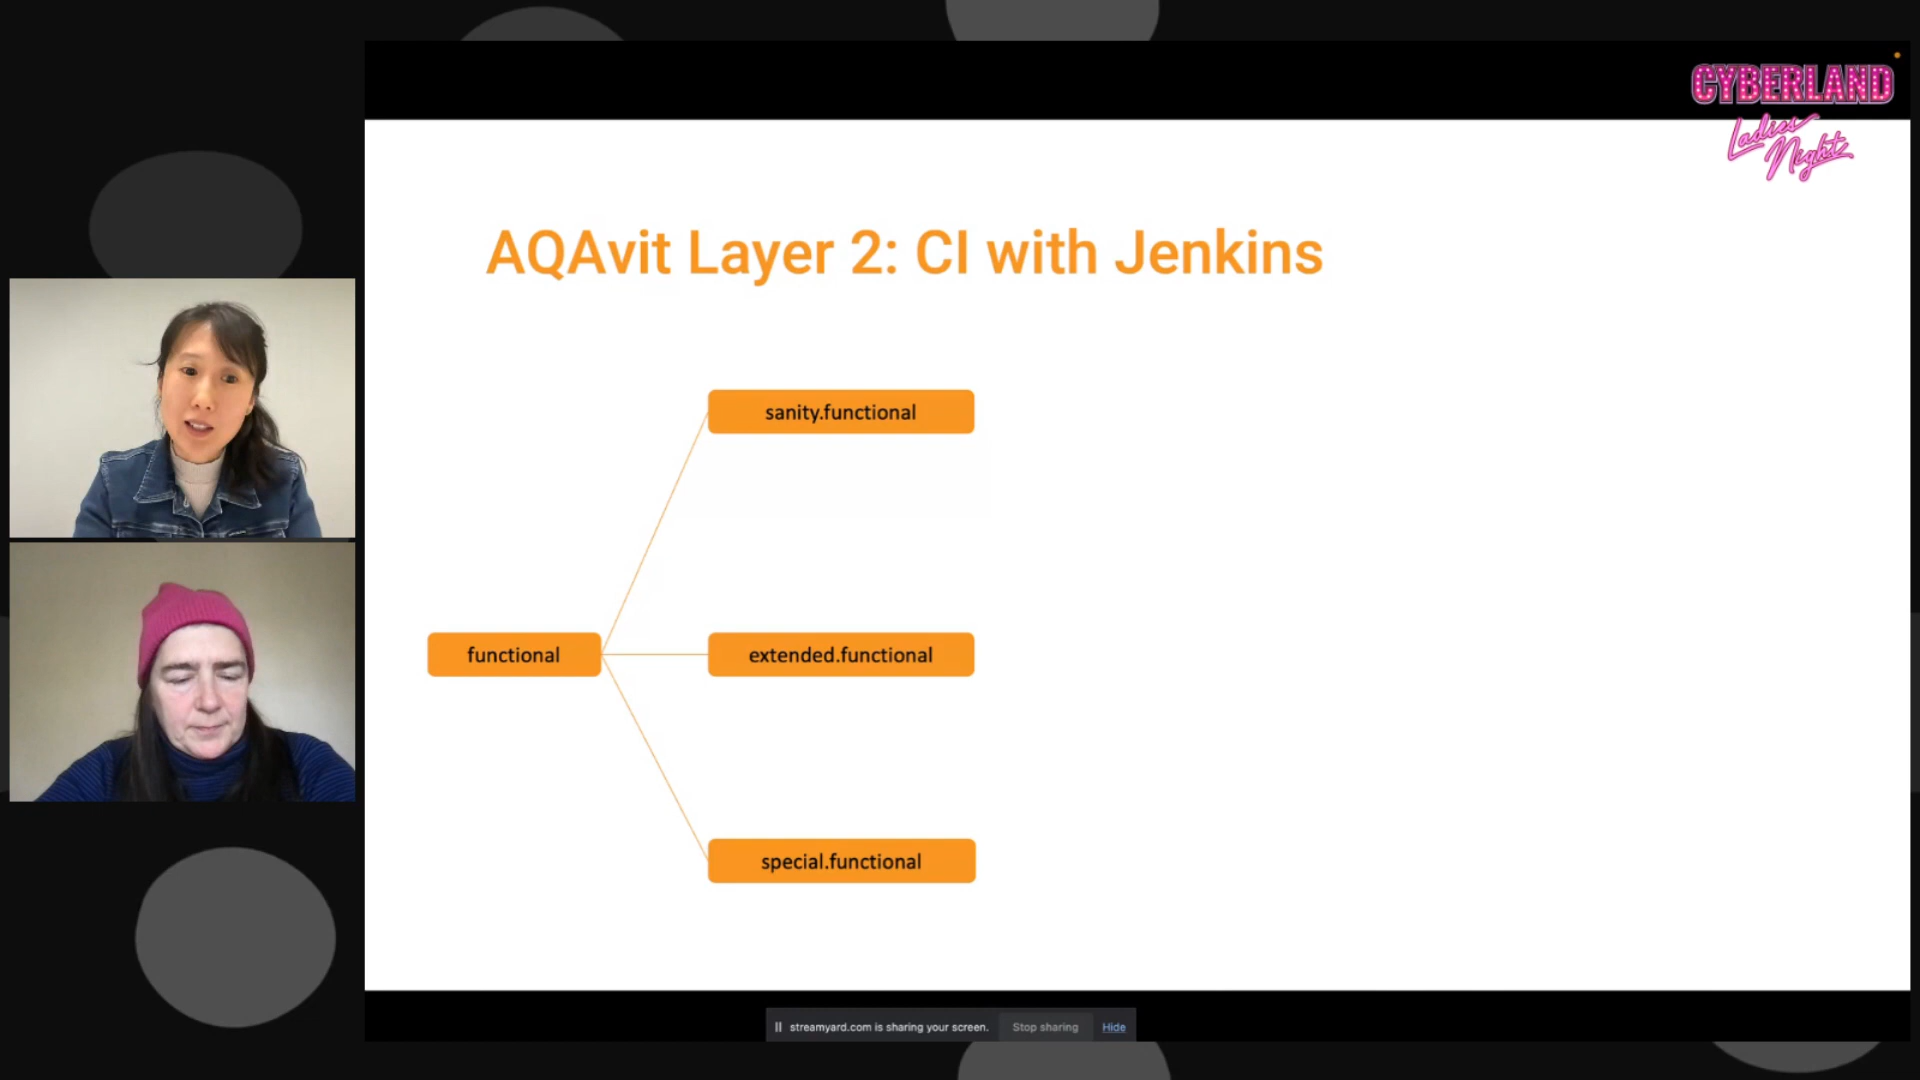 CYBERLAND
Ladies
Night
AQAvit Layer 2: CI with Jenkins
sanity.functional
functional
extended.functional
special.functional
streamyard.com is sharing your screen.
Stop sharing
Hide